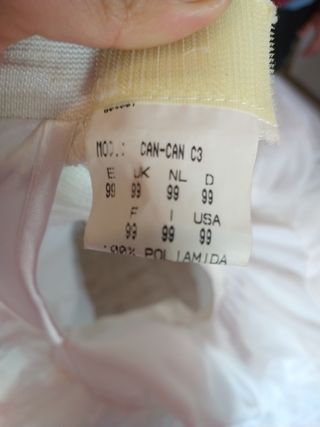 MOD.: CAN-CAN C3
E UK NL D
99 99 99 99
F I USA
99 99 99
100% POLIAMIDA